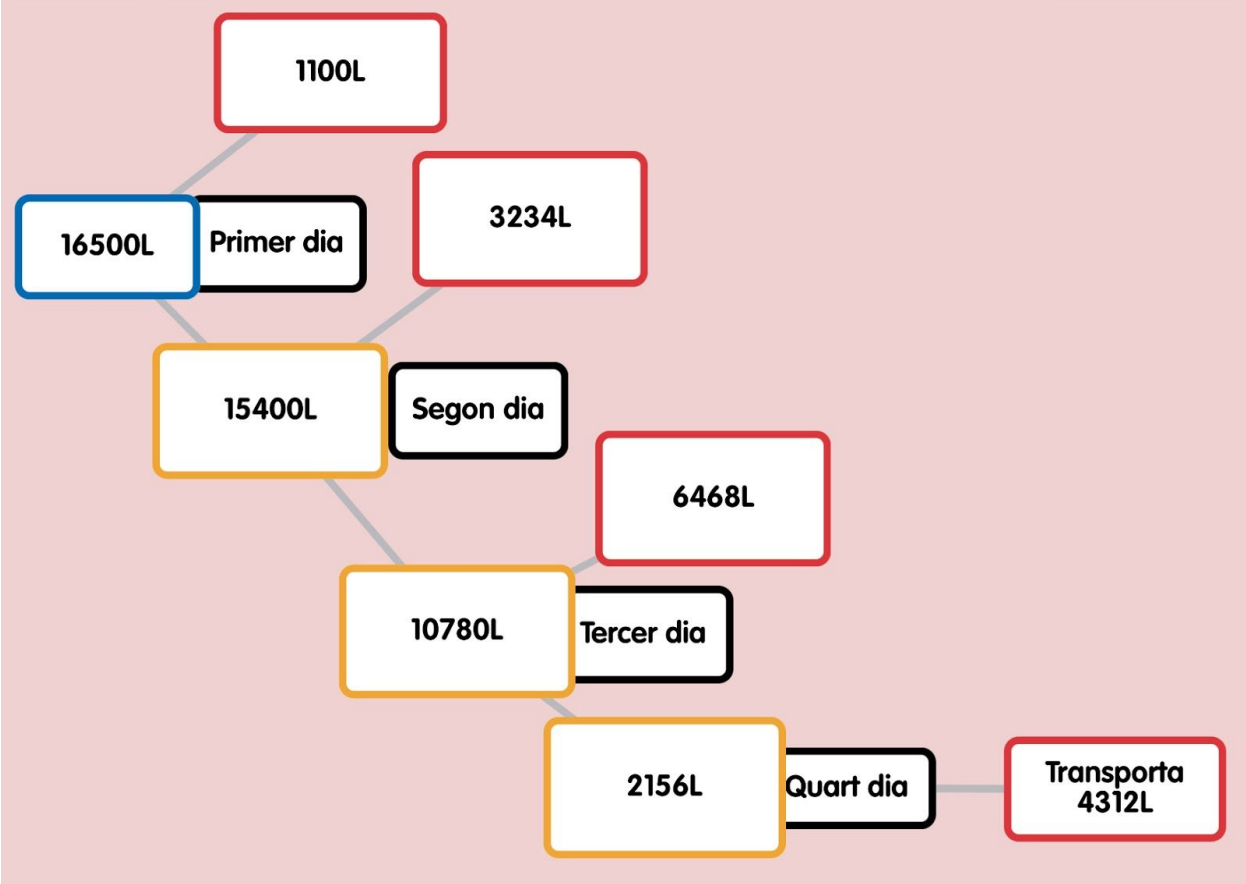 1100L
16500L
Primer dia
3234L
15400L
Segon dia
6468L
10780L
Tercer dia
2156L
Quart dia
Transporta
4312L